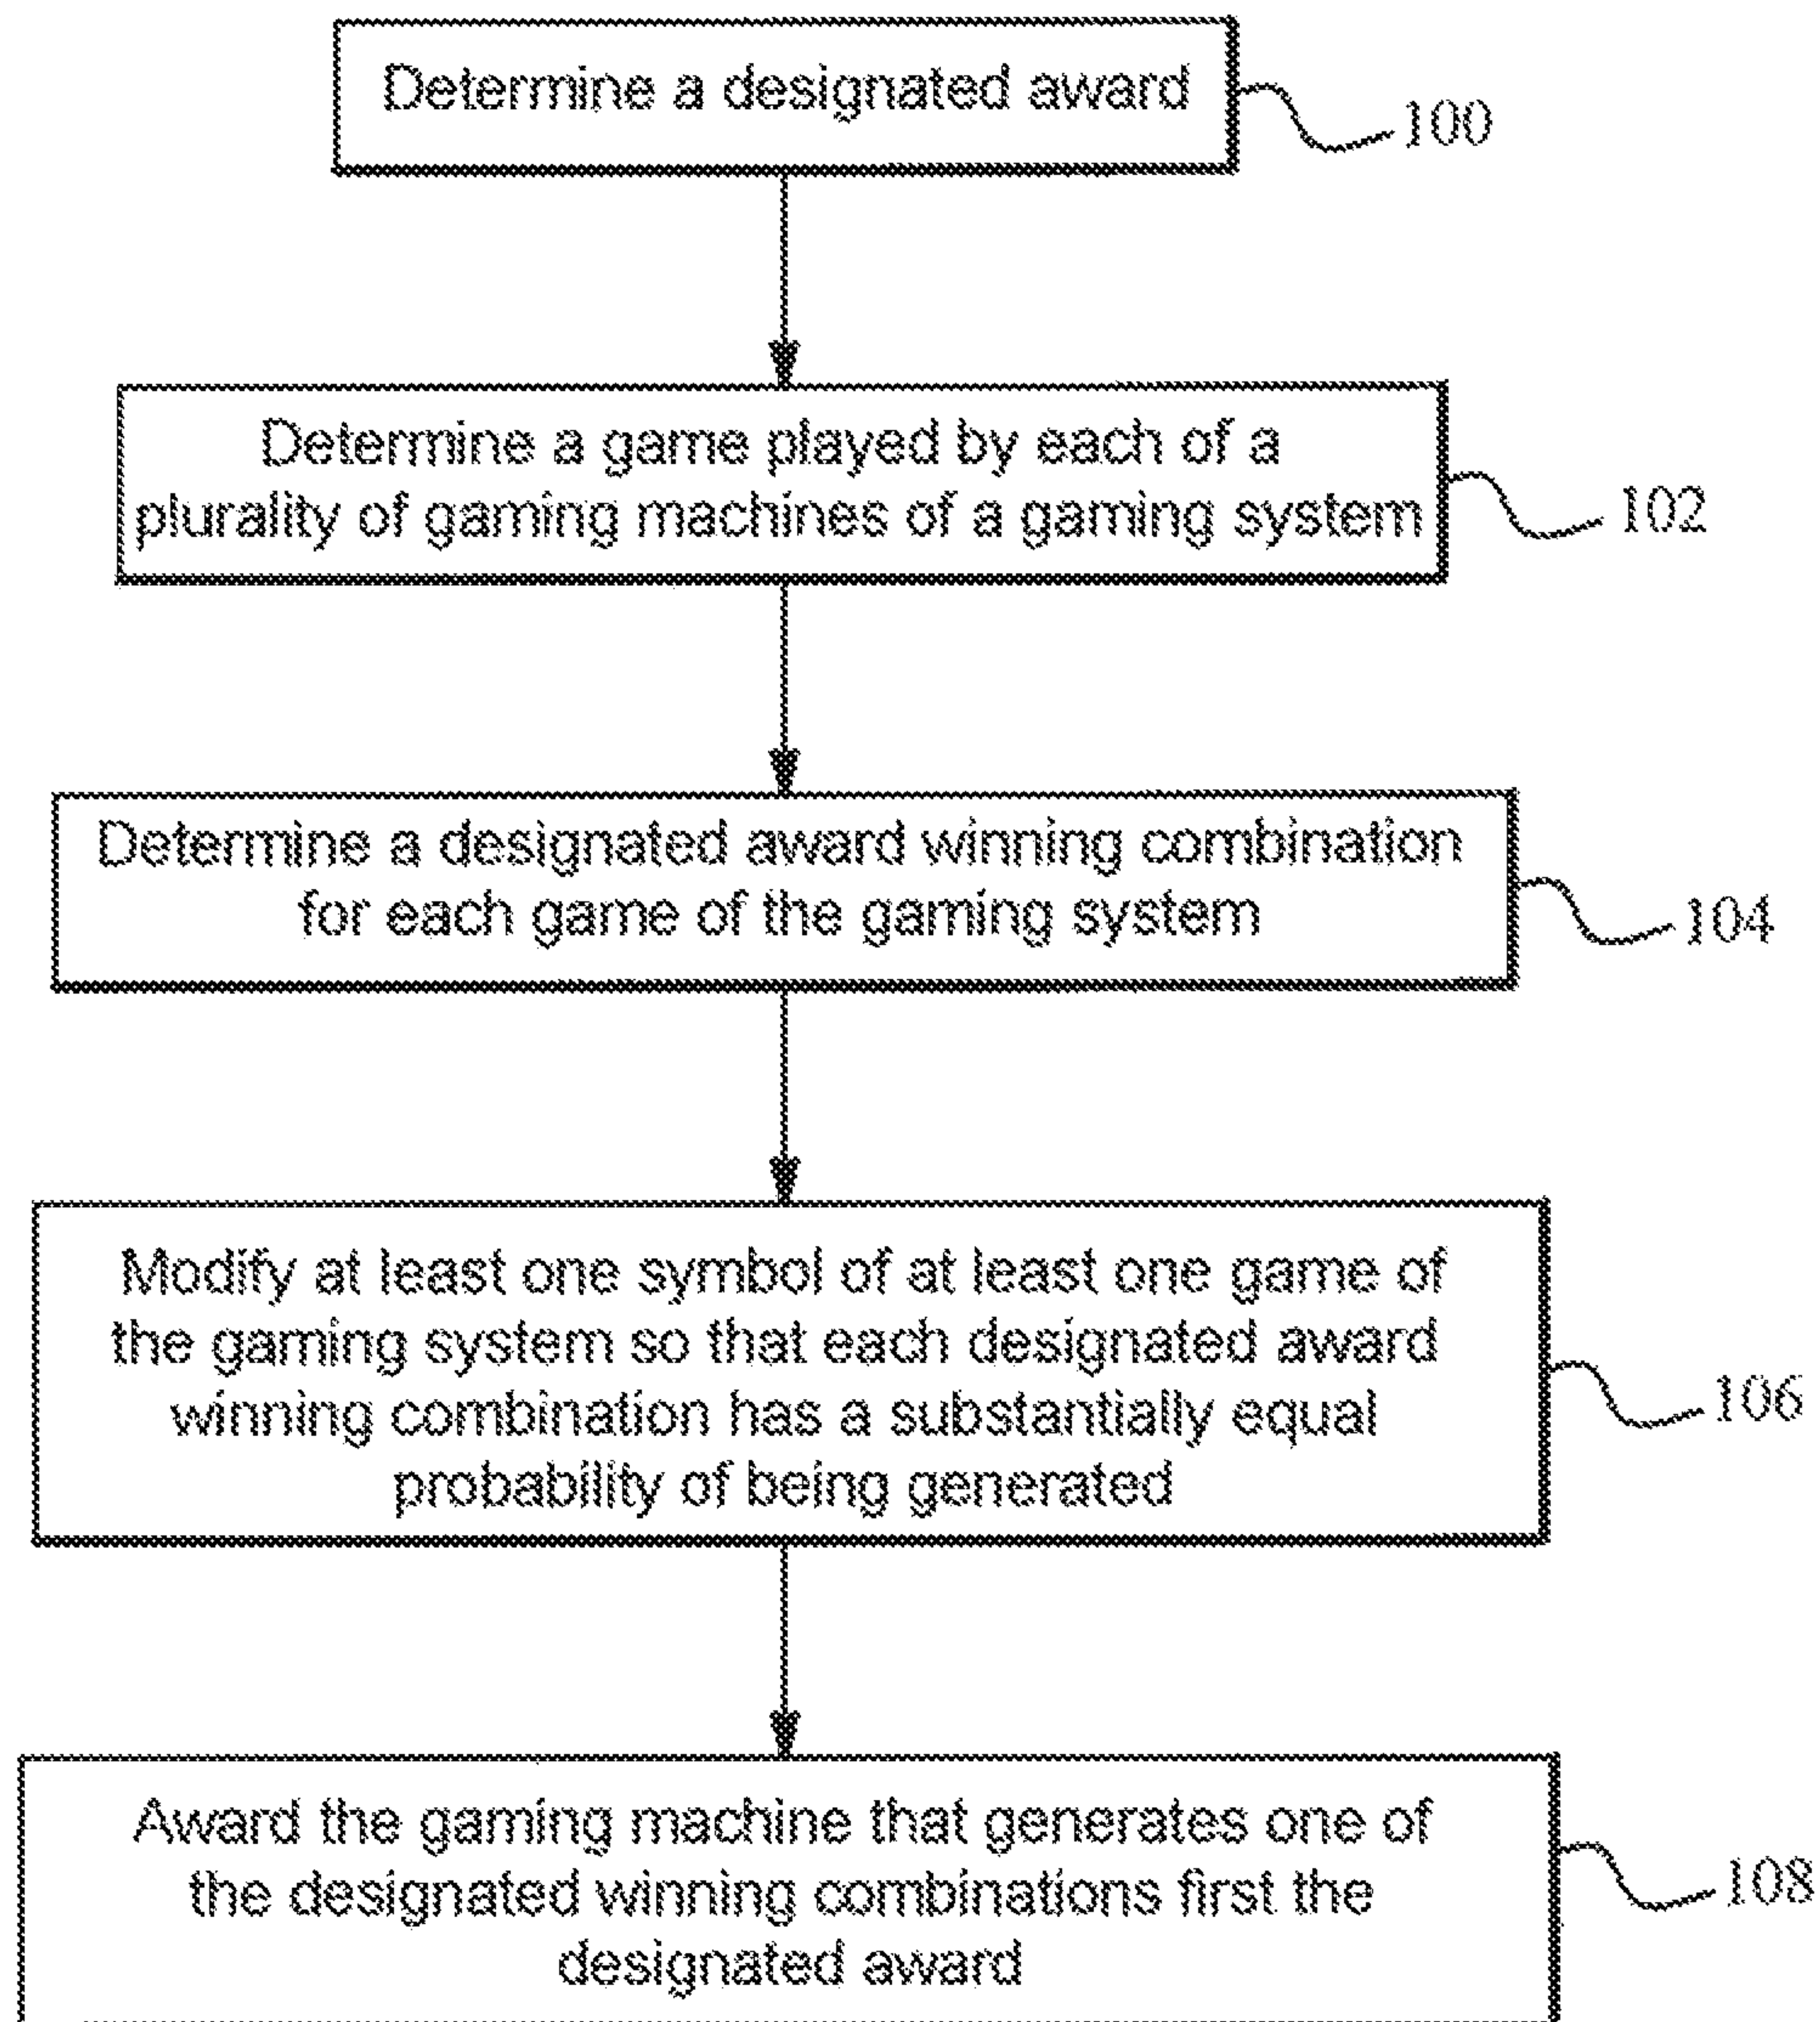 Determine a designated award
100
Determine a game played by each of a
plurality of gaming machines of a gaming system
102
Determine a designated award winning combination
for each game of the gaming system
104
Modify at least one symbol of at least one game of
the gaming system so that each designated award
winning combination has a substantially equal
probability of being generated
106
Award the gaming machine that generates one of
the designated winning combinations first the
designated award
108